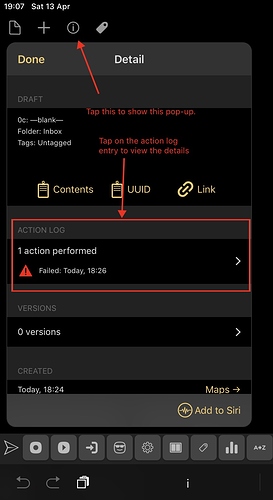 19:07 Sat 13 Apr
Done Detail
DRAFT
Tap this to show this pop-up.
0c: —blank—
Folder: Inbox
Tags: Untagged
Tap on the action log
entry to view the details
Contents UUID Link
ACTION LOG
1 action performed
Failed: Today, 18:26
VERSIONS
0 versions
CREATED
Today, 18:24 Maps →
Add to Siri
A+Z
i